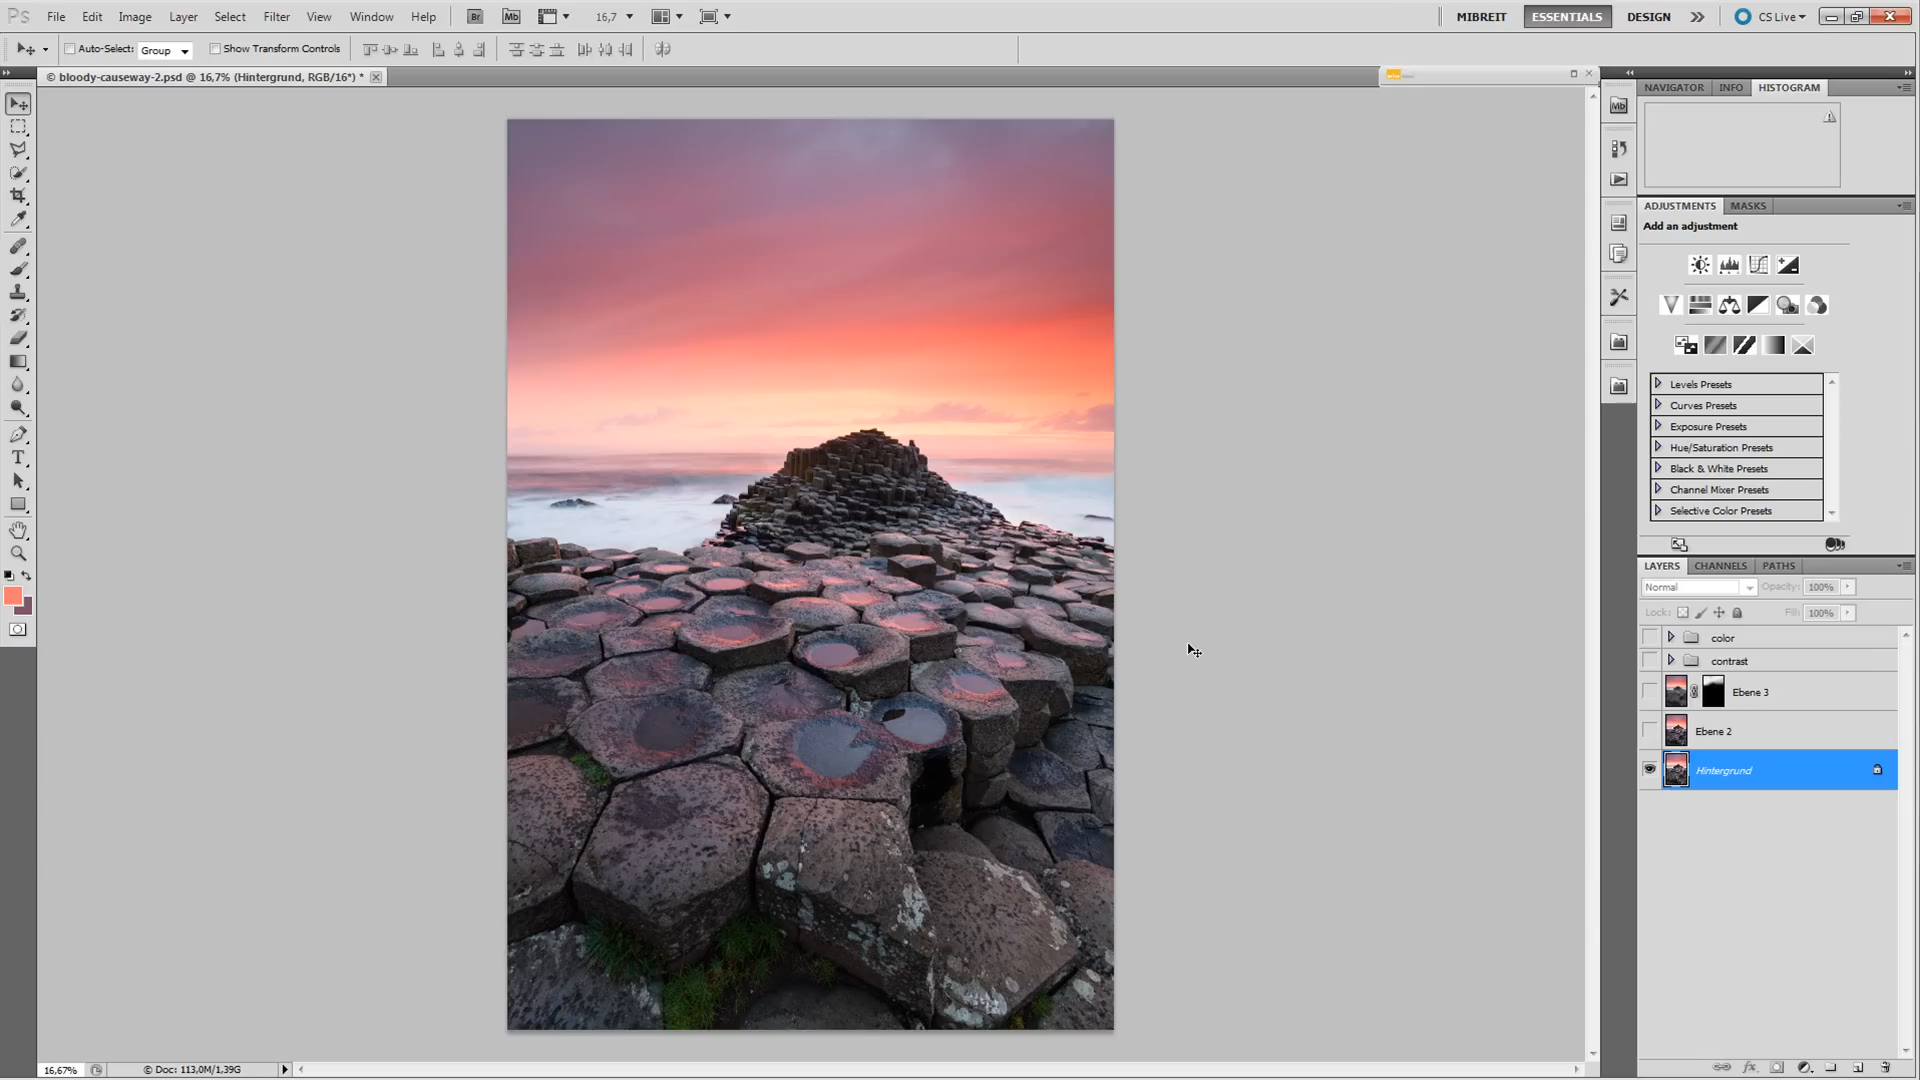 Ps File Edit Image Layer Select Filter View Window Help Br Mb 16,7 MIBREIT ESSENTIALS DESIGN CS Live
Auto-Select: Group Show Transform Controls
© bloody-causeway-2.psd @ 16,7% (Hintergrund, RGB/16*) *
NAVIGATOR INFO HISTOGRAM
Mb
ADJUSTMENTS MASKS
Add an adjustment
Levels Presets
Curves Presets
Exposure Presets
Hue/Saturation Presets
Black & White Presets
Channel Mixer Presets
Selective Color Presets
LAYERS CHANNELS PATHS
Normal Opacity: 100%
Lock: Fill: 100%
color
contrast
Ebene 3
Ebene 2
Hintergrund
16,67% © Doc: 113,0M/1,39G